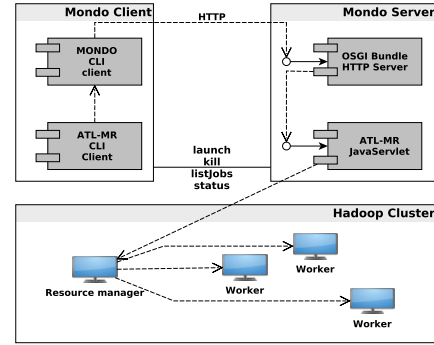 Mondo Client
HTTP
Mondo Server
MONDO
CLI
client
OSGI Bundle
HTTP Server
ATL-MR
CLI
Client
launch
kill
listJobs
status
ATL-MR
JavaServlet
Hadoop Cluster
Resource manager
Worker
Worker
Worker